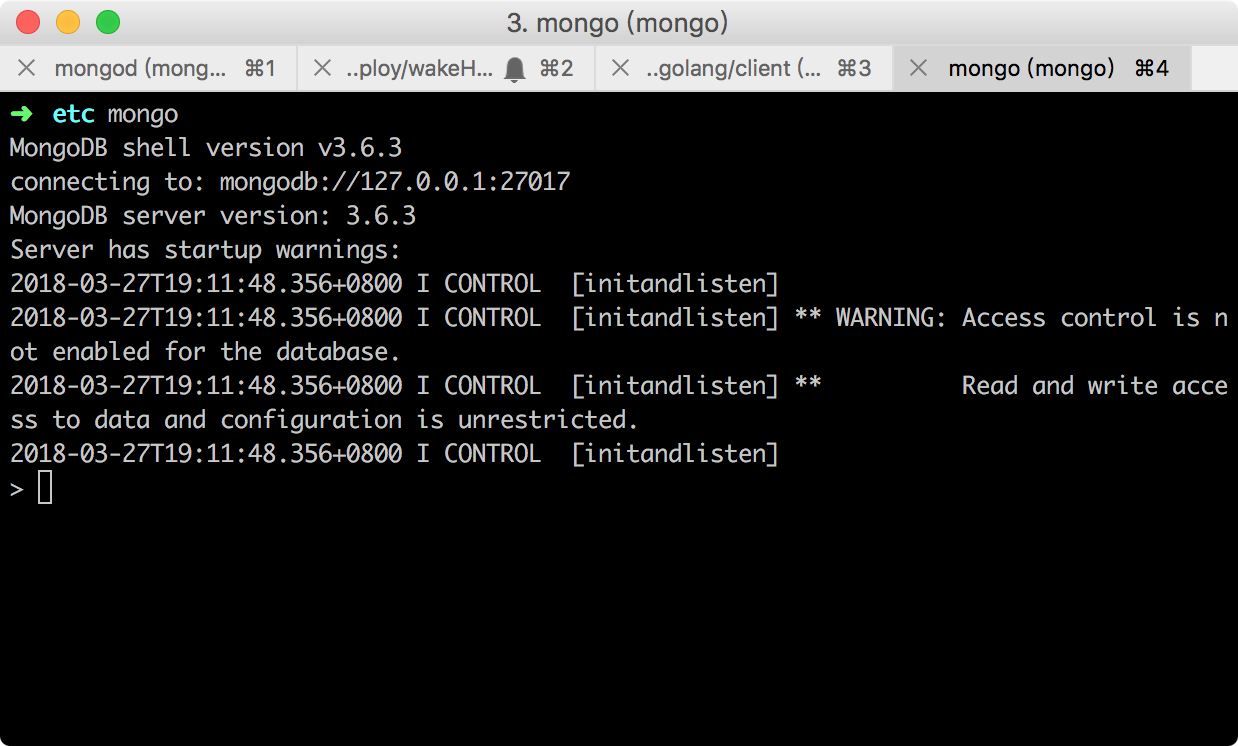 3. mongo (mongo)
mongod (mong... ⌘1 ..ploy/wakeH... ⌘2 ..golang/client (... ⌘3 mongo (mongo) ⌘4
➜ etc mongo
MongoDB shell version v3.6.3
connecting to: mongodb://127.0.0.1:27017
MongoDB server version: 3.6.3
Server has startup warnings:
2018-03-27T19:11:48.356+0800 I CONTROL  [initandlisten]
2018-03-27T19:11:48.356+0800 I CONTROL  [initandlisten] ** WARNING: Access control is n
ot enabled for the database.
2018-03-27T19:11:48.356+0800 I CONTROL  [initandlisten] **          Read and write acce
ss to data and configuration is unrestricted.
2018-03-27T19:11:48.356+0800 I CONTROL  [initandlisten]
>